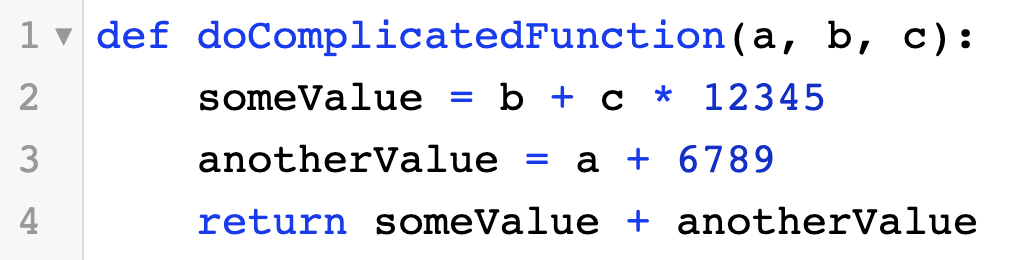 1 ▼ def doComplicatedFunction(a, b, c):
2     someValue = b + c * 12345
3     anotherValue = a + 6789
4     return someValue + anotherValue